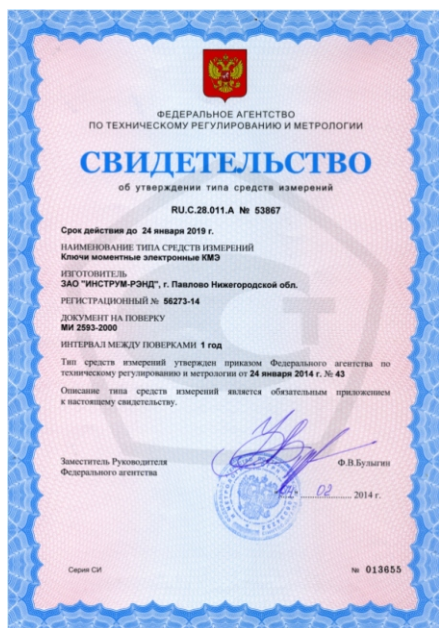 ФЕДЕРАЛЬНОЕ АГЕНТСТВО
ПО ТЕХНИЧЕСКОМУ РЕГУЛИРОВАНИЮ И МЕТРОЛОГИИ
СВИДЕТЕЛЬСТВО
об утверждении типа средств измерений
RU.C.28.011.A № 53867
Срок действия до 24 января 2019 г.
НАИМЕНОВАНИЕ ТИПА СРЕДСТВ ИЗМЕРЕНИЙ
Ключи моментные электронные КМЭ
ИЗГОТОВИТЕЛЬ
ЗАО "ИНСТРУМ-РЭНД", г. Павлово Нижегородской обл.
РЕГИСТРАЦИОННЫЙ № 56273-14
ДОКУМЕНТ НА ПОВЕРКУ
МИ 2593-2000
ИНТЕРВАЛ МЕЖДУ ПОВЕРКАМИ 1 год
Тип средств измерений утвержден приказом Федерального агентства по
техническому регулированию и метрологии от 24 января 2014 г. № 43
Описание типа средств измерений является обязательным приложением
к настоящему свидетельству.
Заместитель Руководителя
Федерального агентства
Ф.В.Булыгин
02 2014 г.
Серия СИ
№ 013655